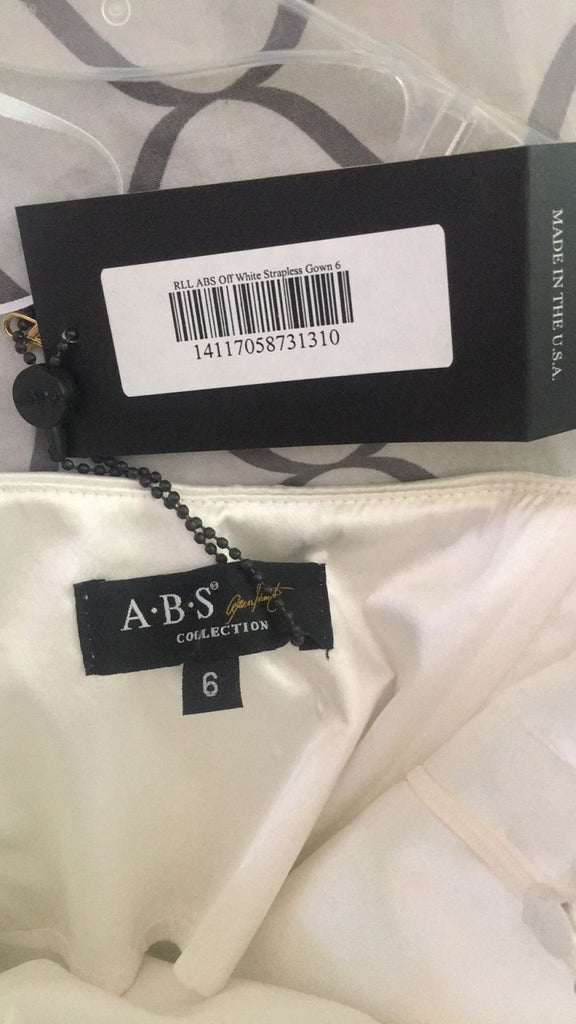 RLL ABS Off White Strapless Gown 6
14117058731310
MADE IN THE U.S.A.
A·B·S®
COLLECTION
6